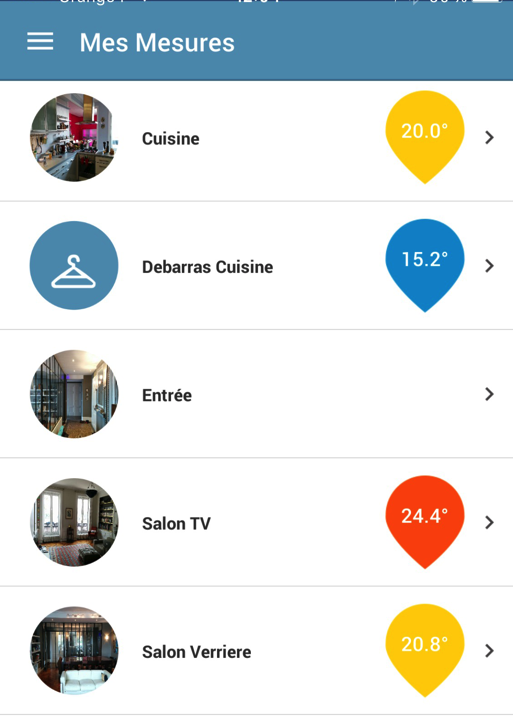 Mes Mesures
Cuisine
20.0°
Debarras Cuisine
15.2°
Entrée
Salon TV
24.4°
Salon Verriere
20.8°